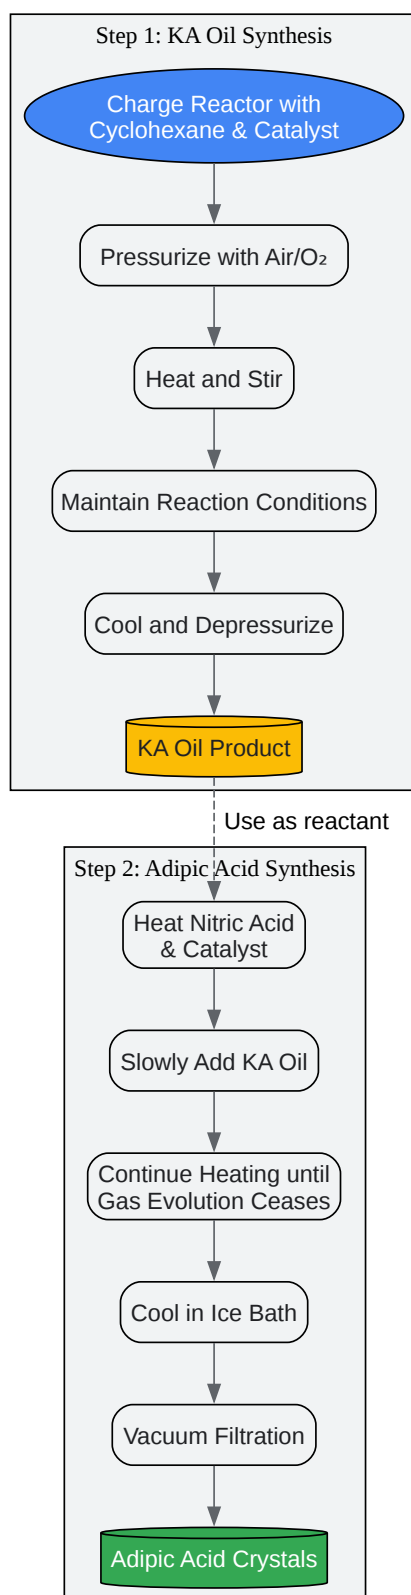 Step 1: KA Oil Synthesis
Charge Reactor with
Cyclohexane & Catalyst
Pressurize with Air/O₂
Heat and Stir
Maintain Reaction Conditions
Cool and Depressurize
KA Oil Product
Use as reactant
Step 2: Adipic Acid Synthesis
Heat Nitric Acid
& Catalyst
Slowly Add KA Oil
Continue Heating until
Gas Evolution Ceases
Cool in Ice Bath
Vacuum Filtration
Adipic Acid Crystals